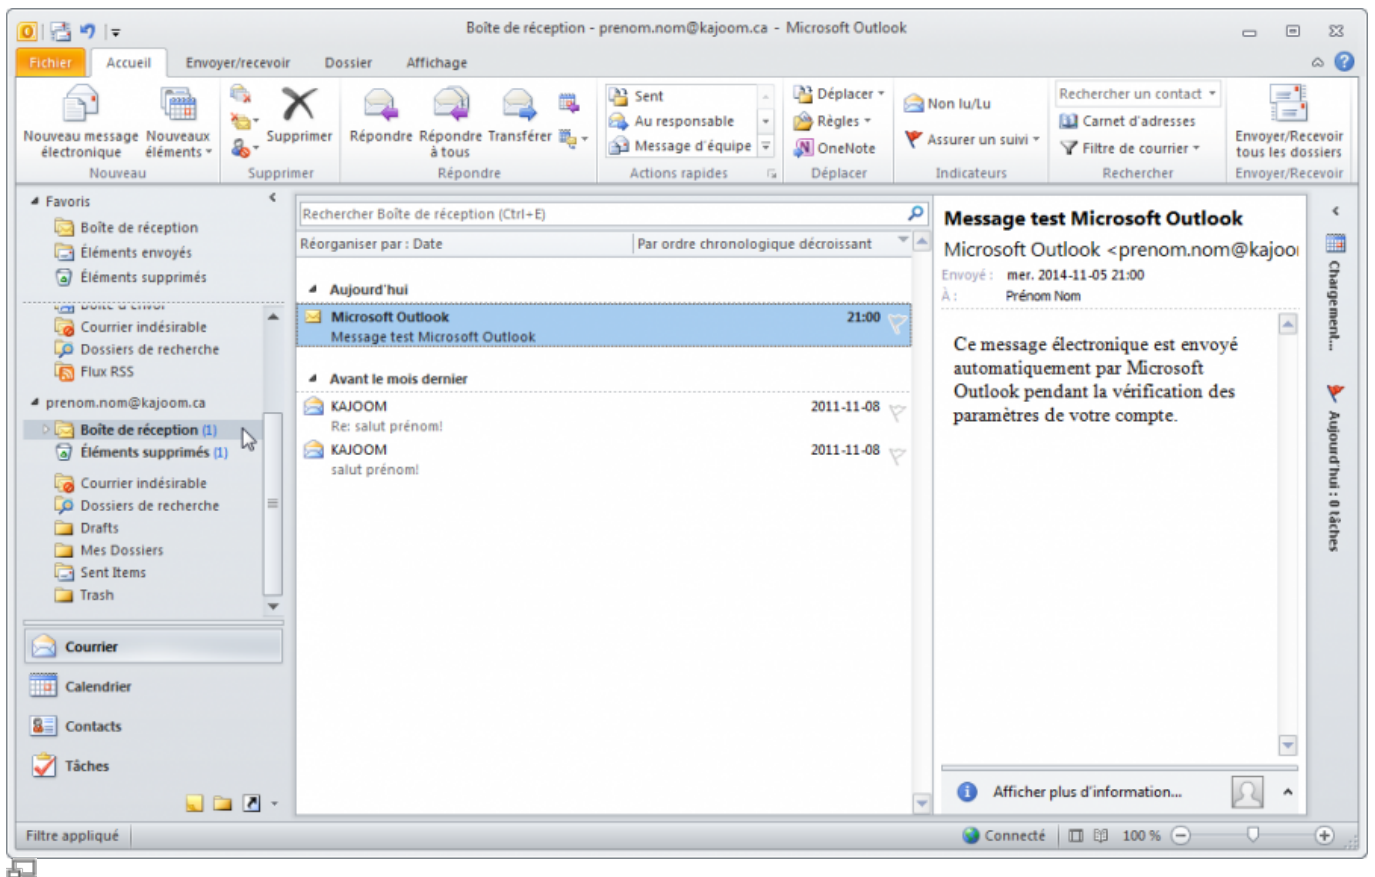 Boîte de réception - prenom.nom@kajoom.ca - Microsoft Outlook
Fichier Accueil Envoyer/recevoir Dossier Affichage
Nouveau message électronique
Nouveaux éléments
Nouveau
Supprimer
Supprimer
Répondre
Répondre à tous
Transférer
Répondre
Sent
Au responsable
Message d'équipe
Actions rapides
Déplacer
Règles
OneNote
Déplacer
Non lu/Lu
Assurer un suivi
Indicateurs
Rechercher un contact
Carnet d'adresses
Filtre de courrier
Rechercher
Envoyer/Recevoir
tous les dossiers
Envoyer/Recevoir
Favoris
Boîte de réception
Éléments envoyés
Éléments supprimés
Courrier indésirable
Dossiers de recherche
Flux RSS
prenom.nom@kajoom.ca
Boîte de réception (1)
Éléments supprimés (1)
Courrier indésirable
Dossiers de recherche
Drafts
Mes Dossiers
Sent Items
Trash
Courrier
Calendrier
Contacts
Tâches
Rechercher Boîte de réception (Ctrl+E)
Réorganiser par : Date Par ordre chronologique décroissant
Aujourd'hui
Microsoft Outlook 21:00
Message test Microsoft Outlook
Avant le mois dernier
KAJOOM 2011-11-08
Re: salut prénom!
KAJOOM 2011-11-08
salut prénom!
Message test Microsoft Outlook
Microsoft Outlook <prenom.nom@kajoo
Envoyé : mer. 2014-11-05 21:00
À : Prénom Nom
Ce message électronique est envoyé
automatiquement par Microsoft
Outlook pendant la vérification des
paramètres de votre compte.
Afficher plus d'information...
Chargement...
Aujourd'hui : 0 tâches
Filtre appliqué
Connecté 100 %